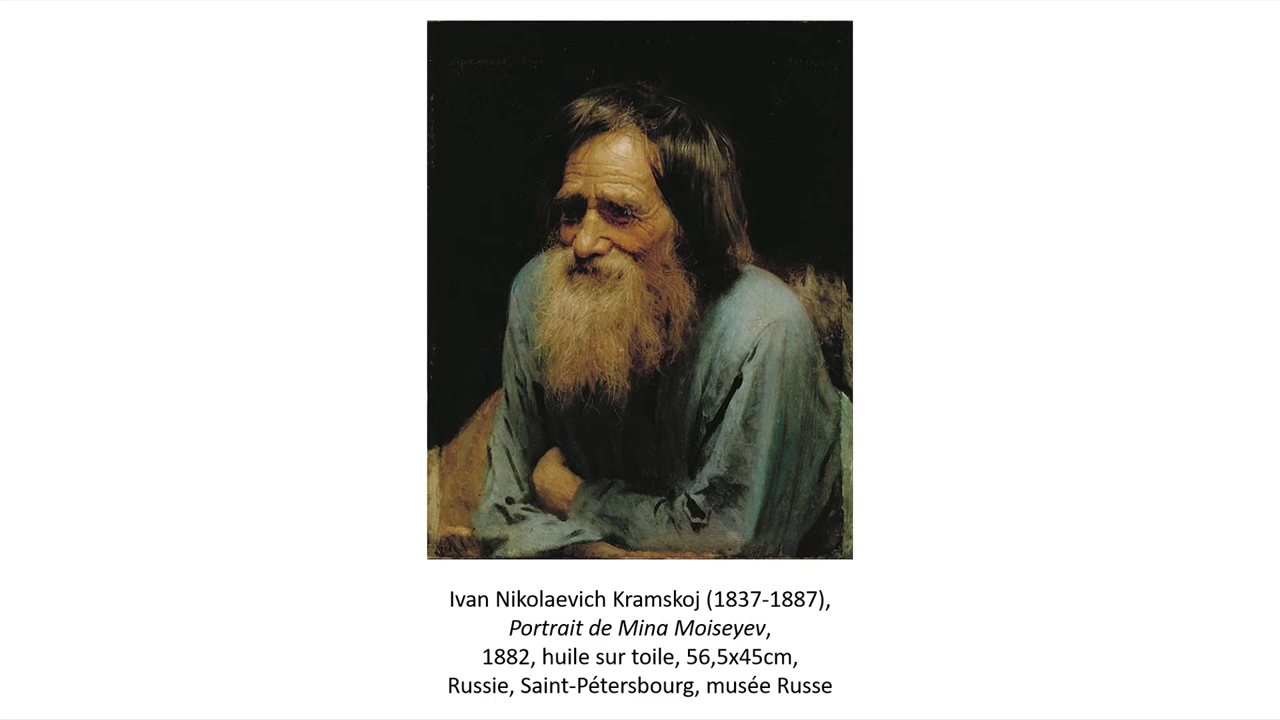 Ivan Nikolaevich Kramskoj (1837-1887),
Portrait de Mina Moiseyev,
1882, huile sur toile, 56,5x45cm,
Russie, Saint-Pétersbourg, musée Russe